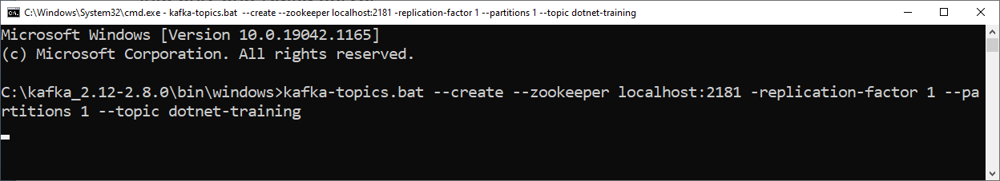 C:\Windows\System32\cmd.exe - kafka-topics.bat  --create --zookeeper localhost:2181 -replication-factor 1 --partitions 1 --topic dotnet-training
Microsoft Windows [Version 10.0.19042.1165]
(c) Microsoft Corporation. All rights reserved.
C:\kafka_2.12-2.8.0\bin\windows>kafka-topics.bat --create --zookeeper localhost:2181 -replication-factor 1 --pa
rtitions 1 --topic dotnet-training